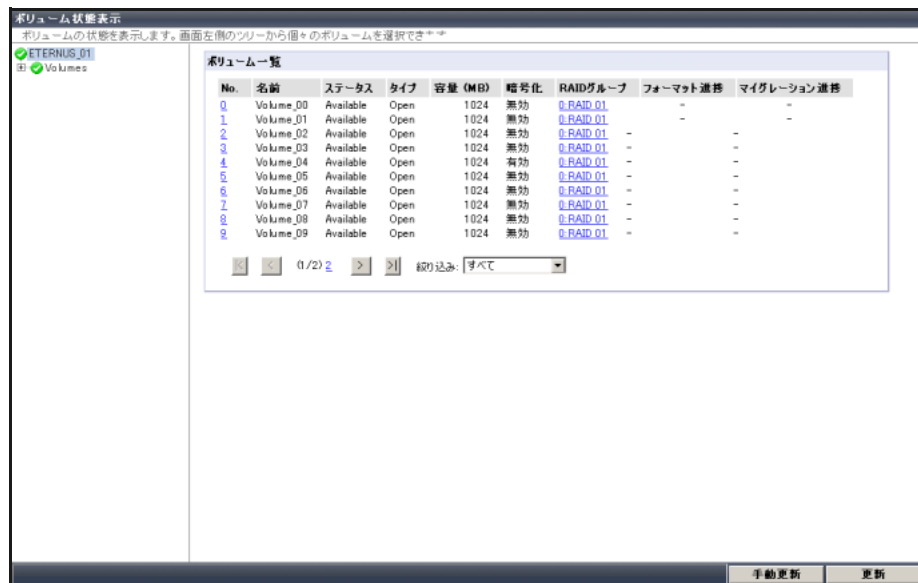 ボリューム状態表示
ボリュームの状態を表示します。画面左側のツリーから個々のボリュームを選択でき
ETERNUS_01
Volumes
ボリューム一覧
No. 名前 ステータス タイプ 容量 (MB) 暗号化 RAIDグループ フォーマット進捗 マイグレーション進捗
0 Volume_00 Available Open 1024 無効 0:RAID 01 - -
1 Volume_01 Available Open 1024 無効 0:RAID 01 - -
2 Volume_02 Available Open 1024 無効 0:RAID 01 - -
3 Volume_03 Available Open 1024 無効 0:RAID 01 - -
4 Volume_04 Available Open 1024 有効 0:RAID 01 - -
5 Volume_05 Available Open 1024 無効 0:RAID 01 - -
6 Volume_06 Available Open 1024 無効 0:RAID 01 - -
7 Volume_07 Available Open 1024 無効 0:RAID 01 - -
8 Volume_08 Available Open 1024 無効 0:RAID 01 - -
9 Volume_09 Available Open 1024 無効 0:RAID 01 - -
(1/2) 2 絞り込み: すべて
手動更新 更新